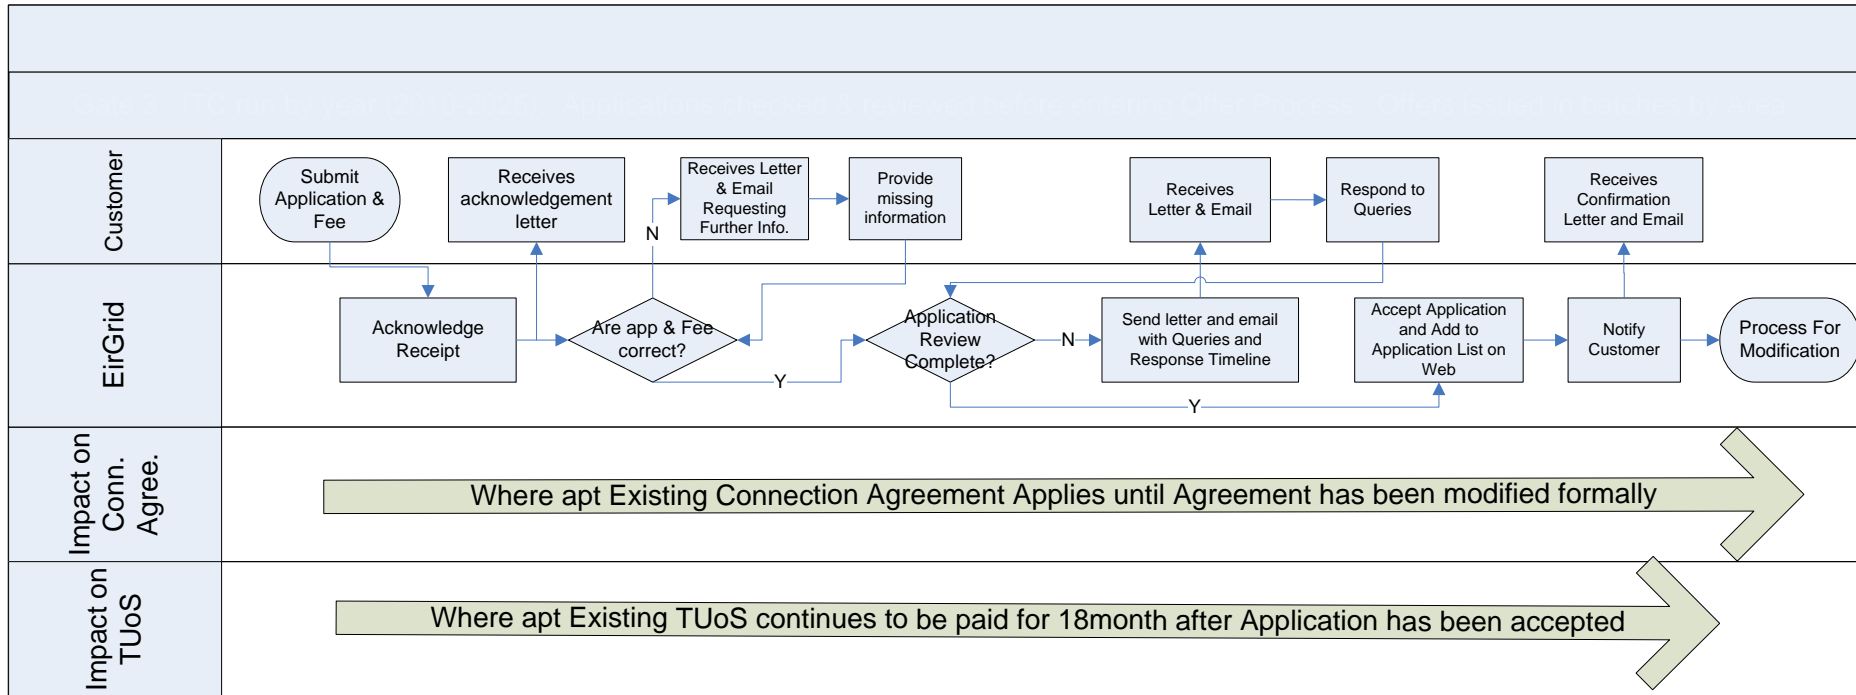 Customer
Submit
Application &
Fee
Receives
acknowledgement
letter
Receives Letter
& Email
Requesting
Further Info.
Provide
missing
information
Receives
Letter & Email
Respond to
Queries
Receives
Confirmation
Letter and Email
N
EirGrid
Acknowledge
Receipt
Are app & Fee
correct?
Y
Application
Review
Complete?
N
Send letter and email
with Queries and
Response Timeline
Y
Accept Application
and Add to
Application List on
Web
Notify
Customer
Process For
Modification
Impact on
Conn.
Agree.
Where apt Existing Connection Agreement Applies until Agreement has been modified formally
Impact on
TUoS
Where apt Existing TUoS continues to be paid for 18month after Application has been accepted